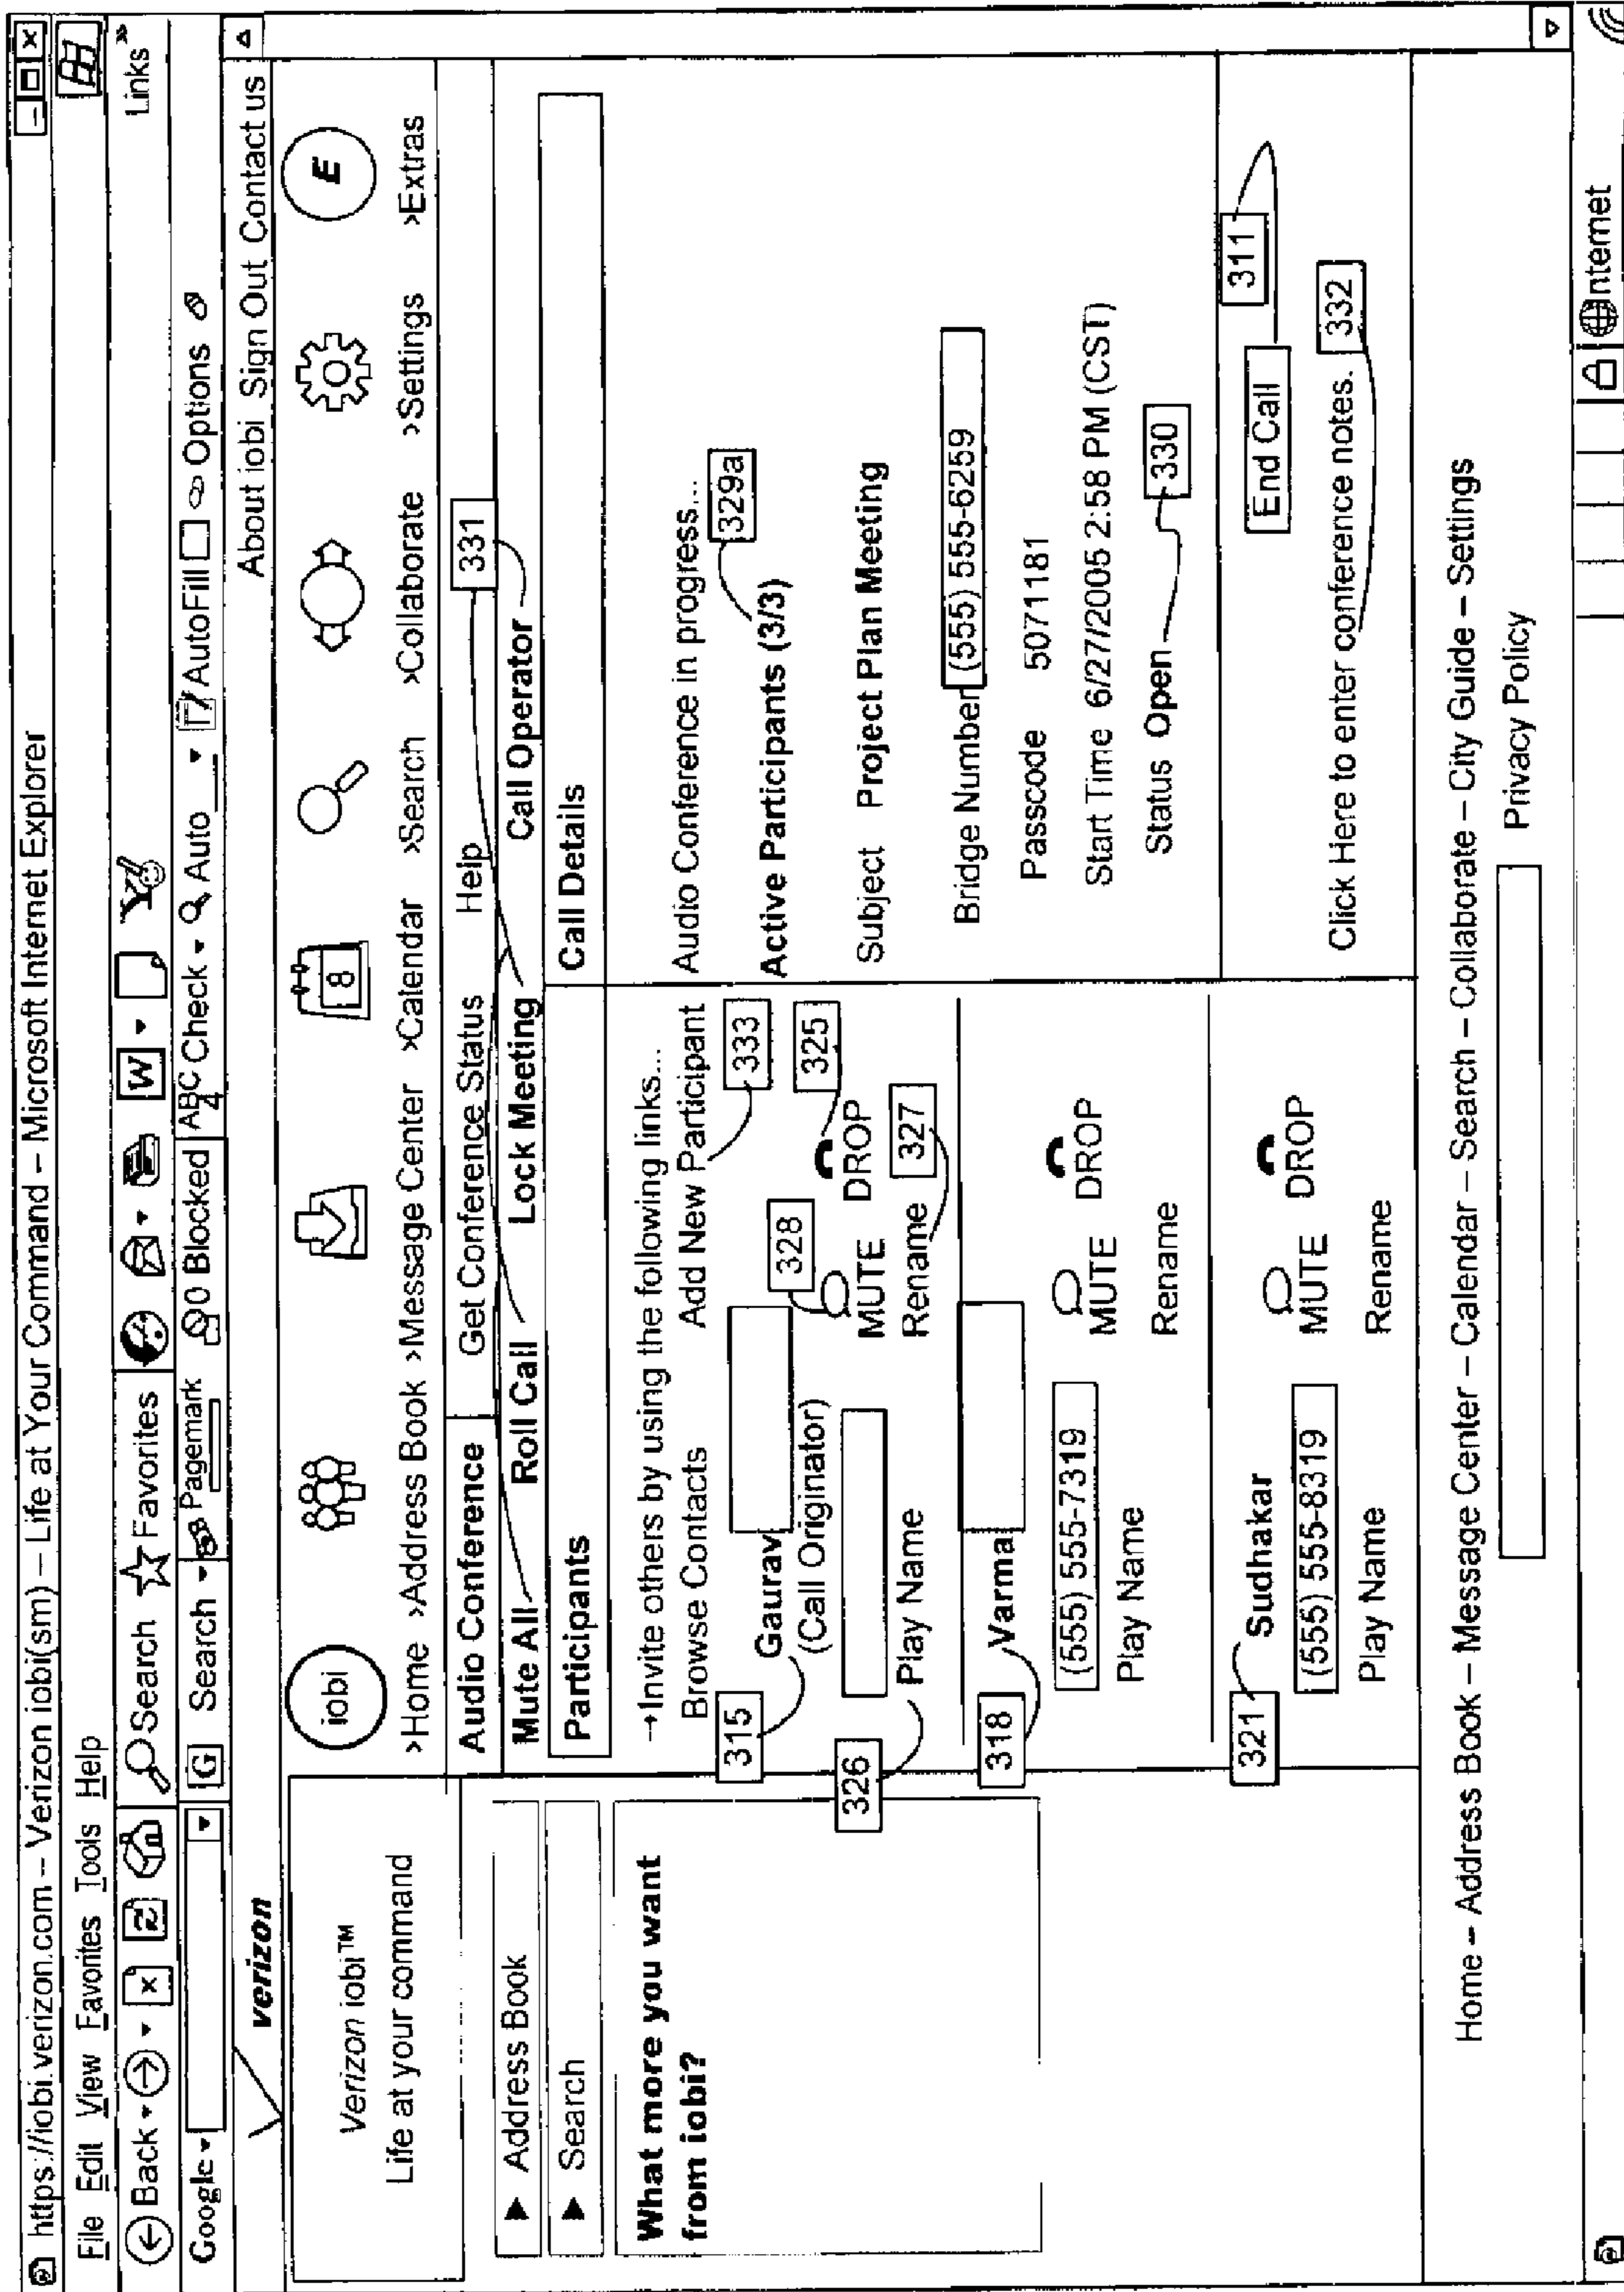 https://iobi.verizon.com – Verizon iobi(sm) – Life at Your Command – Microsoft Internet Explorer
File Edit View Favorites Tools Help
Back Search Favorites W Links »
Google G Search Pagemark 0 Blocked ABC Check Auto AutoFill Options
verizon
About iobi Sign Out Contact us
Verizon iobi™
Life at your command
iobi 8 E
>Home >Address Book >Message Center >Calendar >Search >Collaborate >Settings >Extras
Audio Conference Get Conference Status Help 331
Mute All Roll Call Lock Meeting Call Operator
Address Book
Search
What more you want
from iobi?
Participants
→Invite others by using the following links...
Browse Contacts Add New Participant
333
315 Gaurav
(Call Originator)
328 325
MUTE DROP
326 Play Name Rename 327
318 Varma
(555) 555-7319 MUTE DROP
Play Name Rename
321 Sudhakar
(555) 555-8319 MUTE DROP
Play Name Rename
Call Details
Audio Conference in progress...
329a
Active Participants (3/3)
Subject Project Plan Meeting
Bridge Number (555) 555-6259
Passcode 5071181
Start Time 6/27/2005 2:58 PM (CST)
Status Open 330
End Call 311
Click Here to enter conference notes. 332
Home – Address Book – Message Center – Calendar – Search – Collaborate – City Guide – Settings
Privacy Policy
Internet